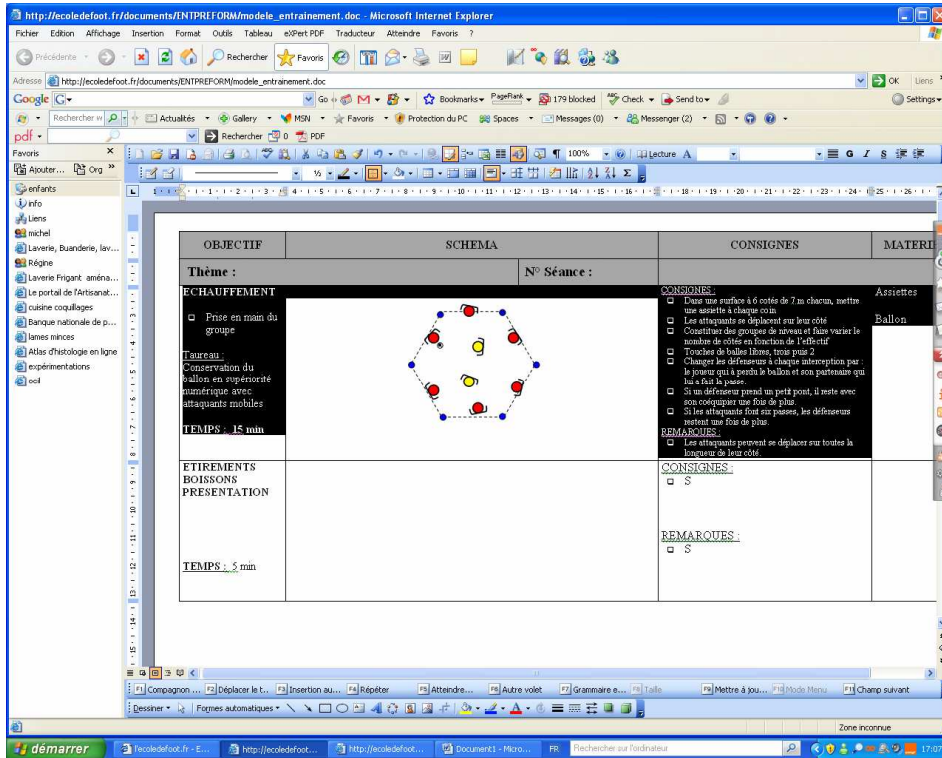 http://ecoledefoot.fr/documents/ENTPREFORM/modele_entrainement.doc - Microsoft Internet Explorer
Fichier Edition Affichage Insertion Format Outils Tableau eXPert PDF Traducteur Atteindre Favoris ?
Précédente Rechercher Favoris
Adresse http://ecoledefoot.fr/documents/ENTPREFORM/modele_entrainement.doc OK Liens
Google G Go Bookmarks PageRank 179 blocked Check Send to Settings
Rechercher w Actualités Gallery MSN Favoris Protection du PC Spaces Messages (0) Messenger (2)
pdf Rechercher 0 PDF
Favoris
Ajouter... Org
enfants
info
Liens
michel
Laverie, Buanderie, lav...
Régine
Laverie Frigant aména...
Le portail de l'Artisanat...
cuisine coquillages
Banque nationale de p...
lames minces
Atlas d'histologie en ligne
expérimentations
ocil
100% Lecture
OBJECTIF SCHEMA CONSIGNES MATERI
Thème : N° Séance :
ECHAUFFEMENT
Prise en main du
groupe
Taureau :
Conservation du
ballon en supériorité
numérique avec
attaquants mobiles
TEMPS : 15 min
CONSIGNES :
Dans une surface à 6 cotés de 7 m chacun, mettre
une assiette à chaque coin
Les attaquants se déplacent sur leur côté
Constituer des groupes de niveau et faire varier le
nombre de côtés en fonction de l'effectif
Touches de balles libres, trois puis 2
Changer les défenseurs à chaque interception par :
le joueur qui à perdu le ballon et son partenaire qui
lui a fait la passe.
Si un défenseur prend un petit pont, il reste avec
son coéquipier une fois de plus.
Si les attaquants font six passes, les défenseurs
restent une fois de plus.
REMARQUES :
Les attaquants peuvent se déplacer sur toutes la
longueur de leur côté.
Assiettes
Ballon
ETIREMENTS
BOISSONS
PRESENTATION
TEMPS : 5 min
CONSIGNES :
S
REMARQUES :
S
F1 Compagnon ... F2 Déplacer le t... F3 Insertion au... F4 Répéter F5 Atteindre... F6 Autre volet F7 Grammaire e... F8 Taille F9 Mettre à jou... F10 Mode Menu F11 Champ suivant
Dessiner Formes automatiques
Zone inconnue
démarrer l'ecoledefoot.fr - E... http://ecoledefoot... http://ecoledefoot... Document1 - Micro... FR Rechercher sur l'ordinateur 17:07